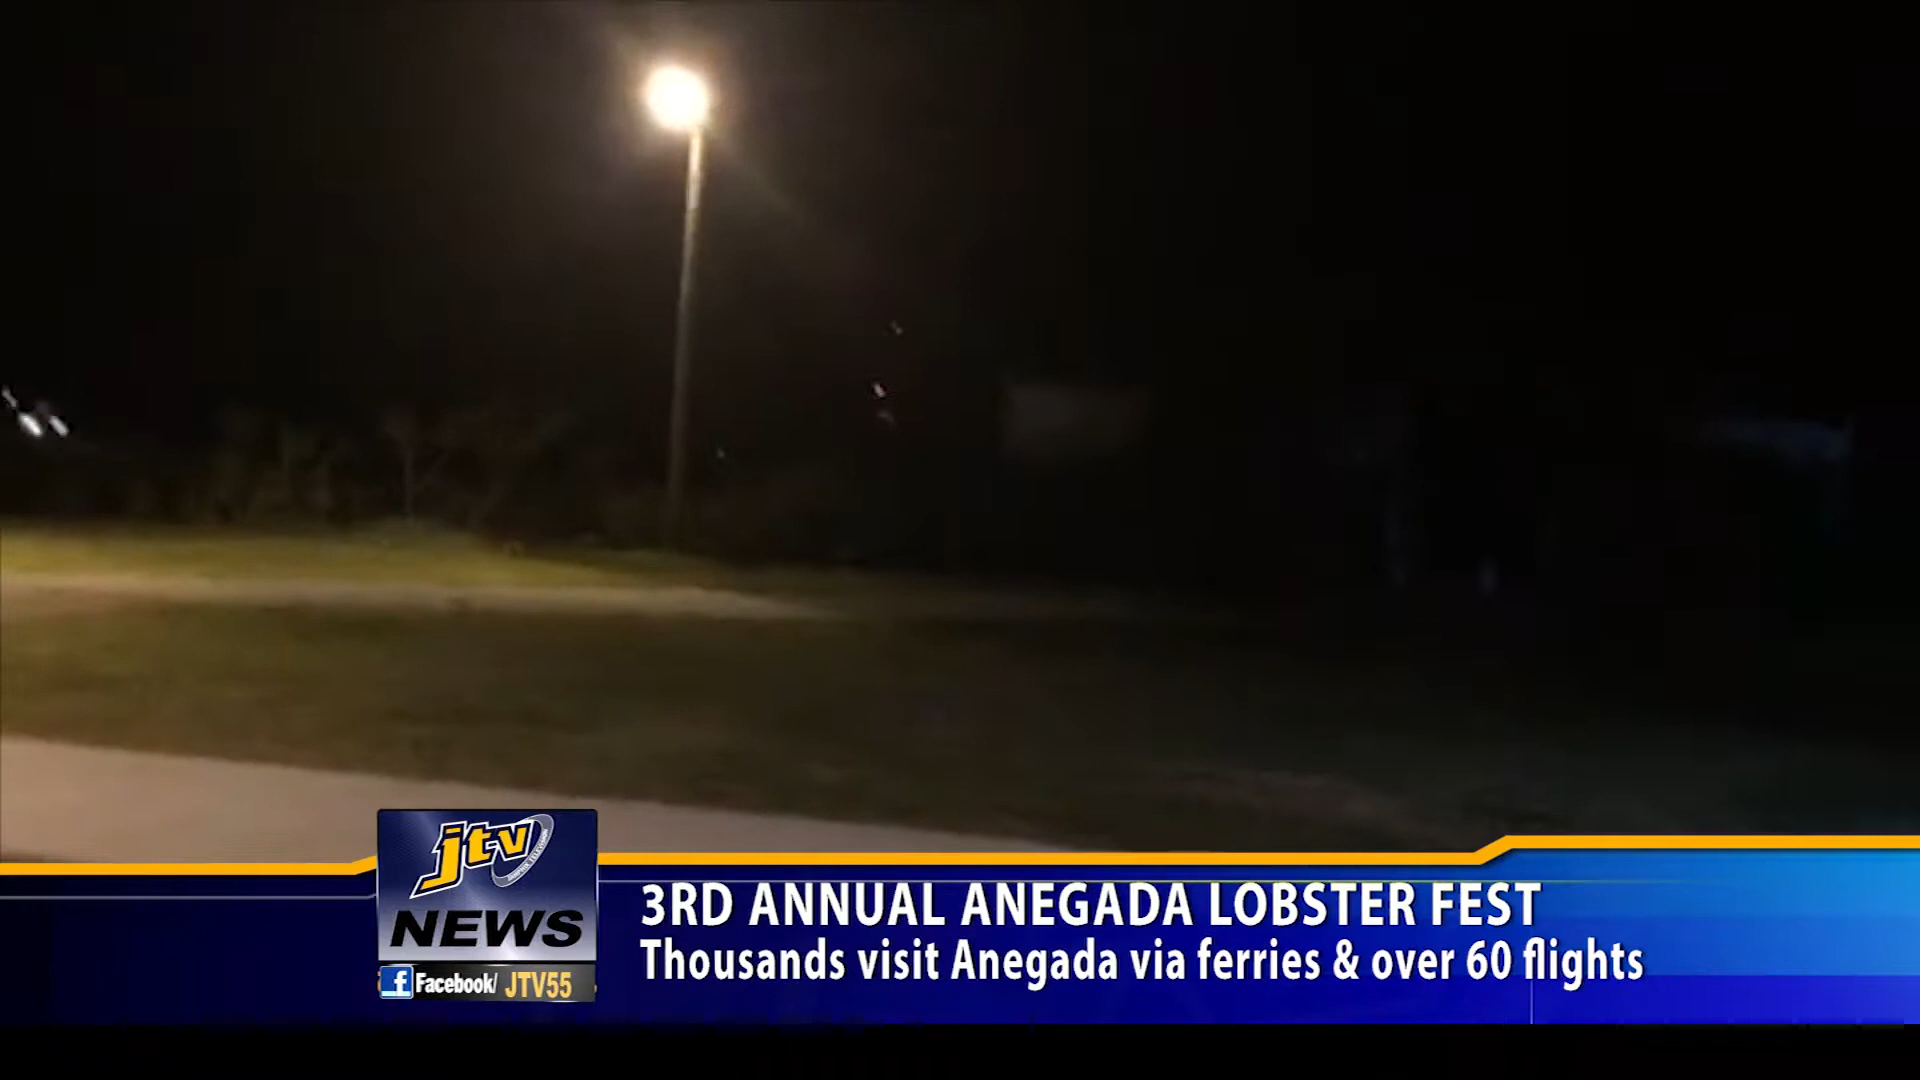 jtv
NEWS
Facebook/ JTV55
3RD ANNUAL ANEGADA LOBSTER FEST
Thousands visit Anegada via ferries & over 60 flights